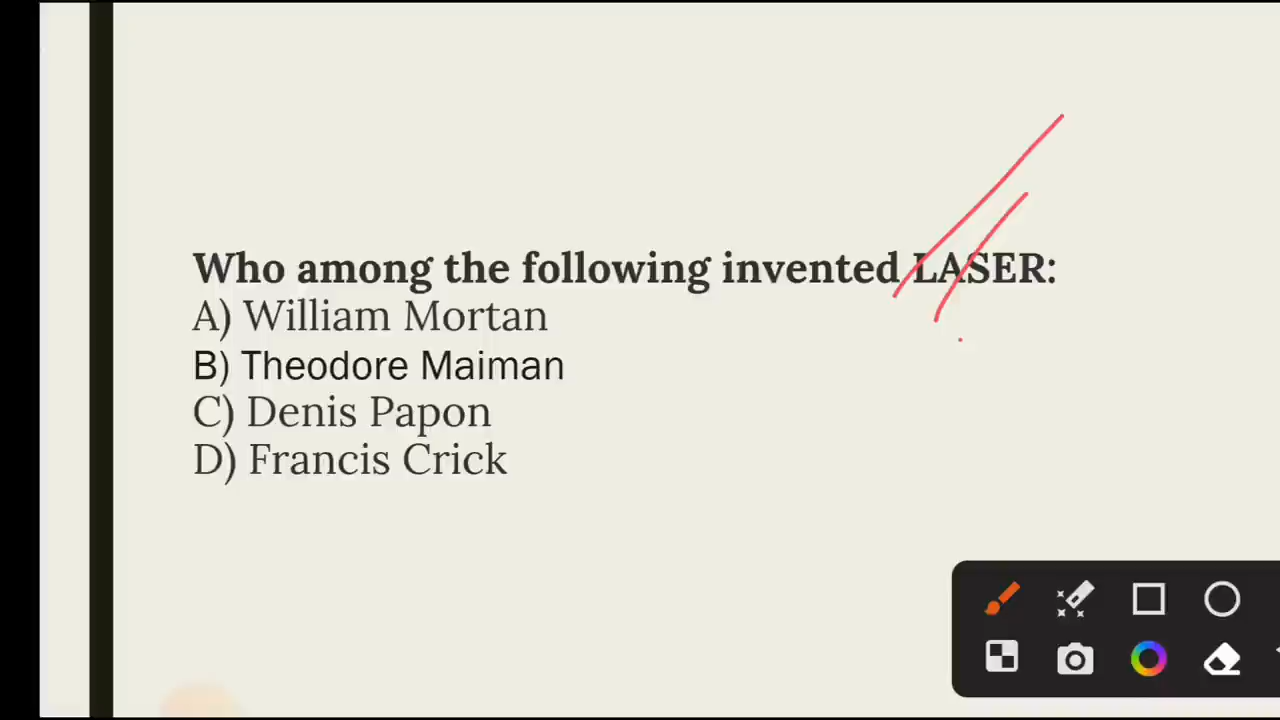 Who among the following invented LASER:
A) William Mortan
B) Theodore Maiman
C) Denis Papon
D) Francis Crick